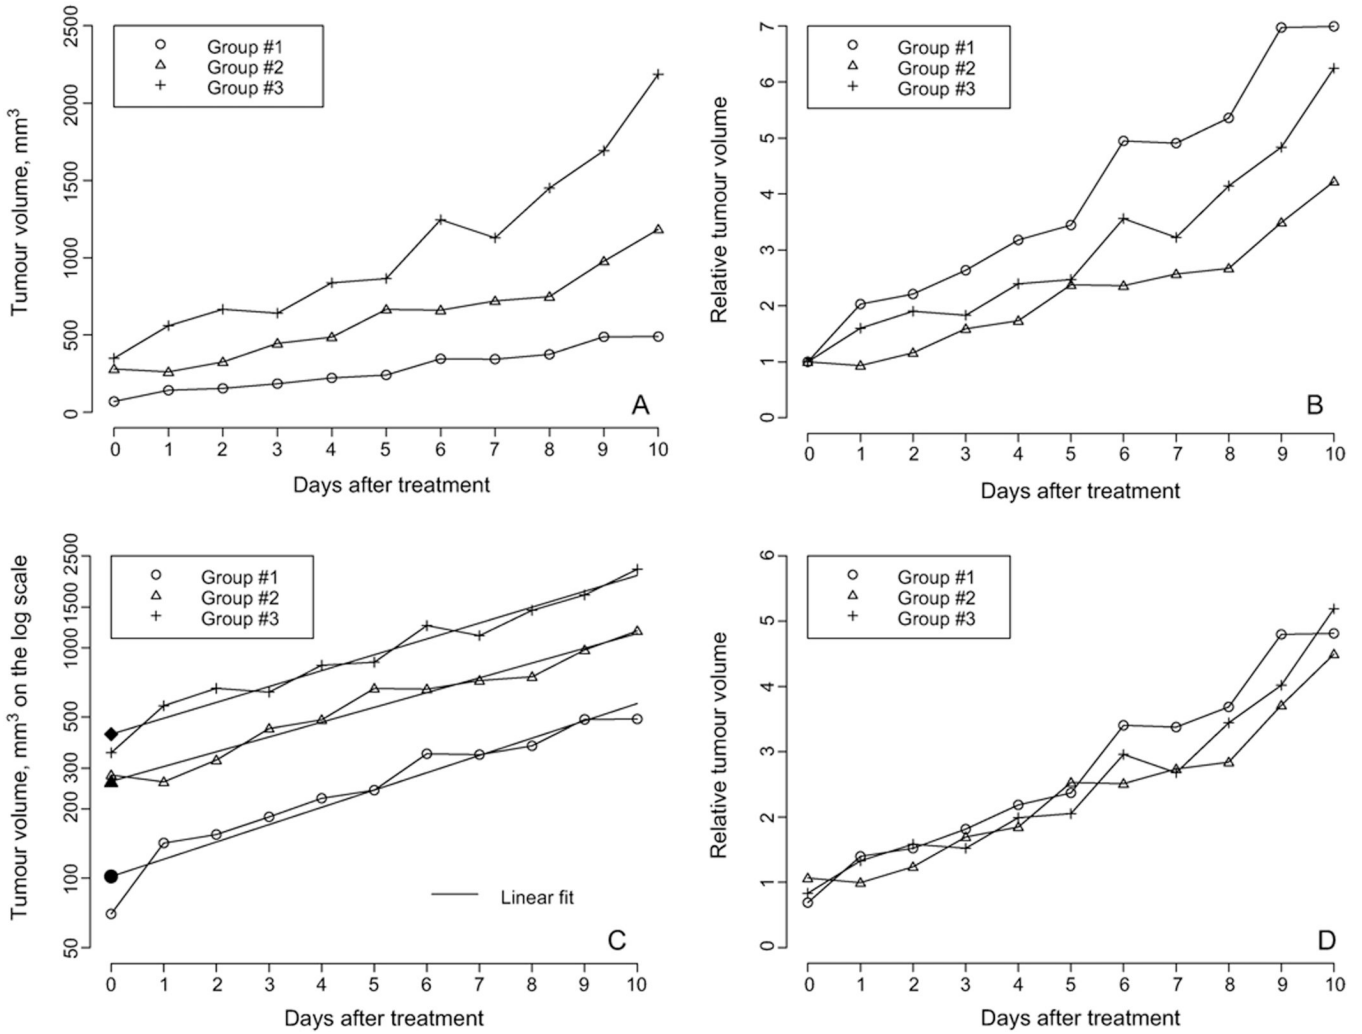 Tumour volume, mm³
2500
2000
1500
1000
500
0
Group #1
Group #2
Group #3
A
0 1 2 3 4 5 6 7 8 9 10
Days after treatment
Relative tumour volume
7
6
5
4
3
2
1
0
Group #1
Group #2
Group #3
B
0 1 2 3 4 5 6 7 8 9 10
Days after treatment
Tumour volume, mm³ on the log scale
2500
1500
1000
500
300
200
100
50
Group #1
Group #2
Group #3
Linear fit
C
0 1 2 3 4 5 6 7 8 9 10
Days after treatment
Relative tumour volume
6
5
4
3
2
1
0
Group #1
Group #2
Group #3
D
0 1 2 3 4 5 6 7 8 9 10
Days after treatment